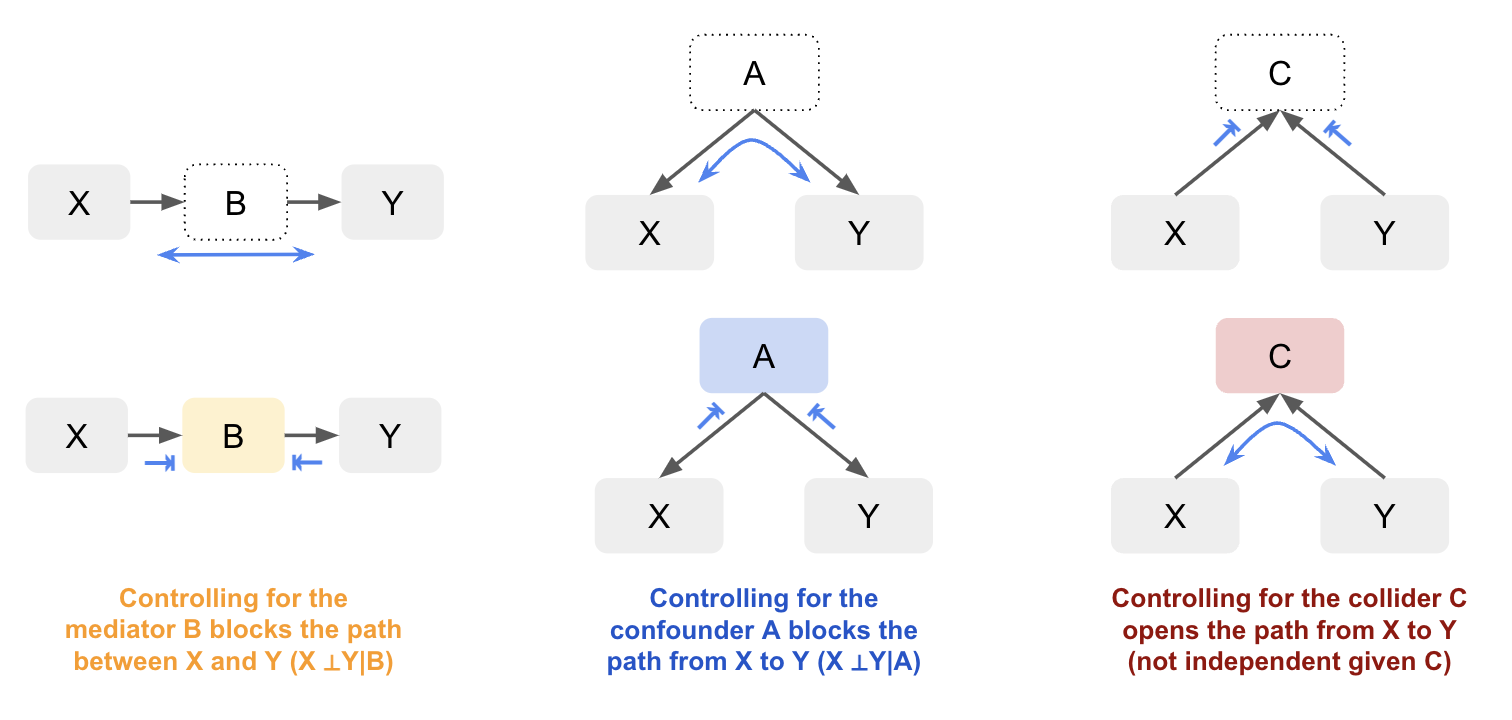 A
C
X
B
Y
X
Y
X
Y
A
C
X
B
Y
X
Y
X
Y
Controlling for the
mediator B blocks the path
between X and Y (X ⊥Y|B)
Controlling for the
confounder A blocks the
path from X to Y (X ⊥Y|A)
Controlling for the collider C
opens the path from X to Y
(not independent given C)